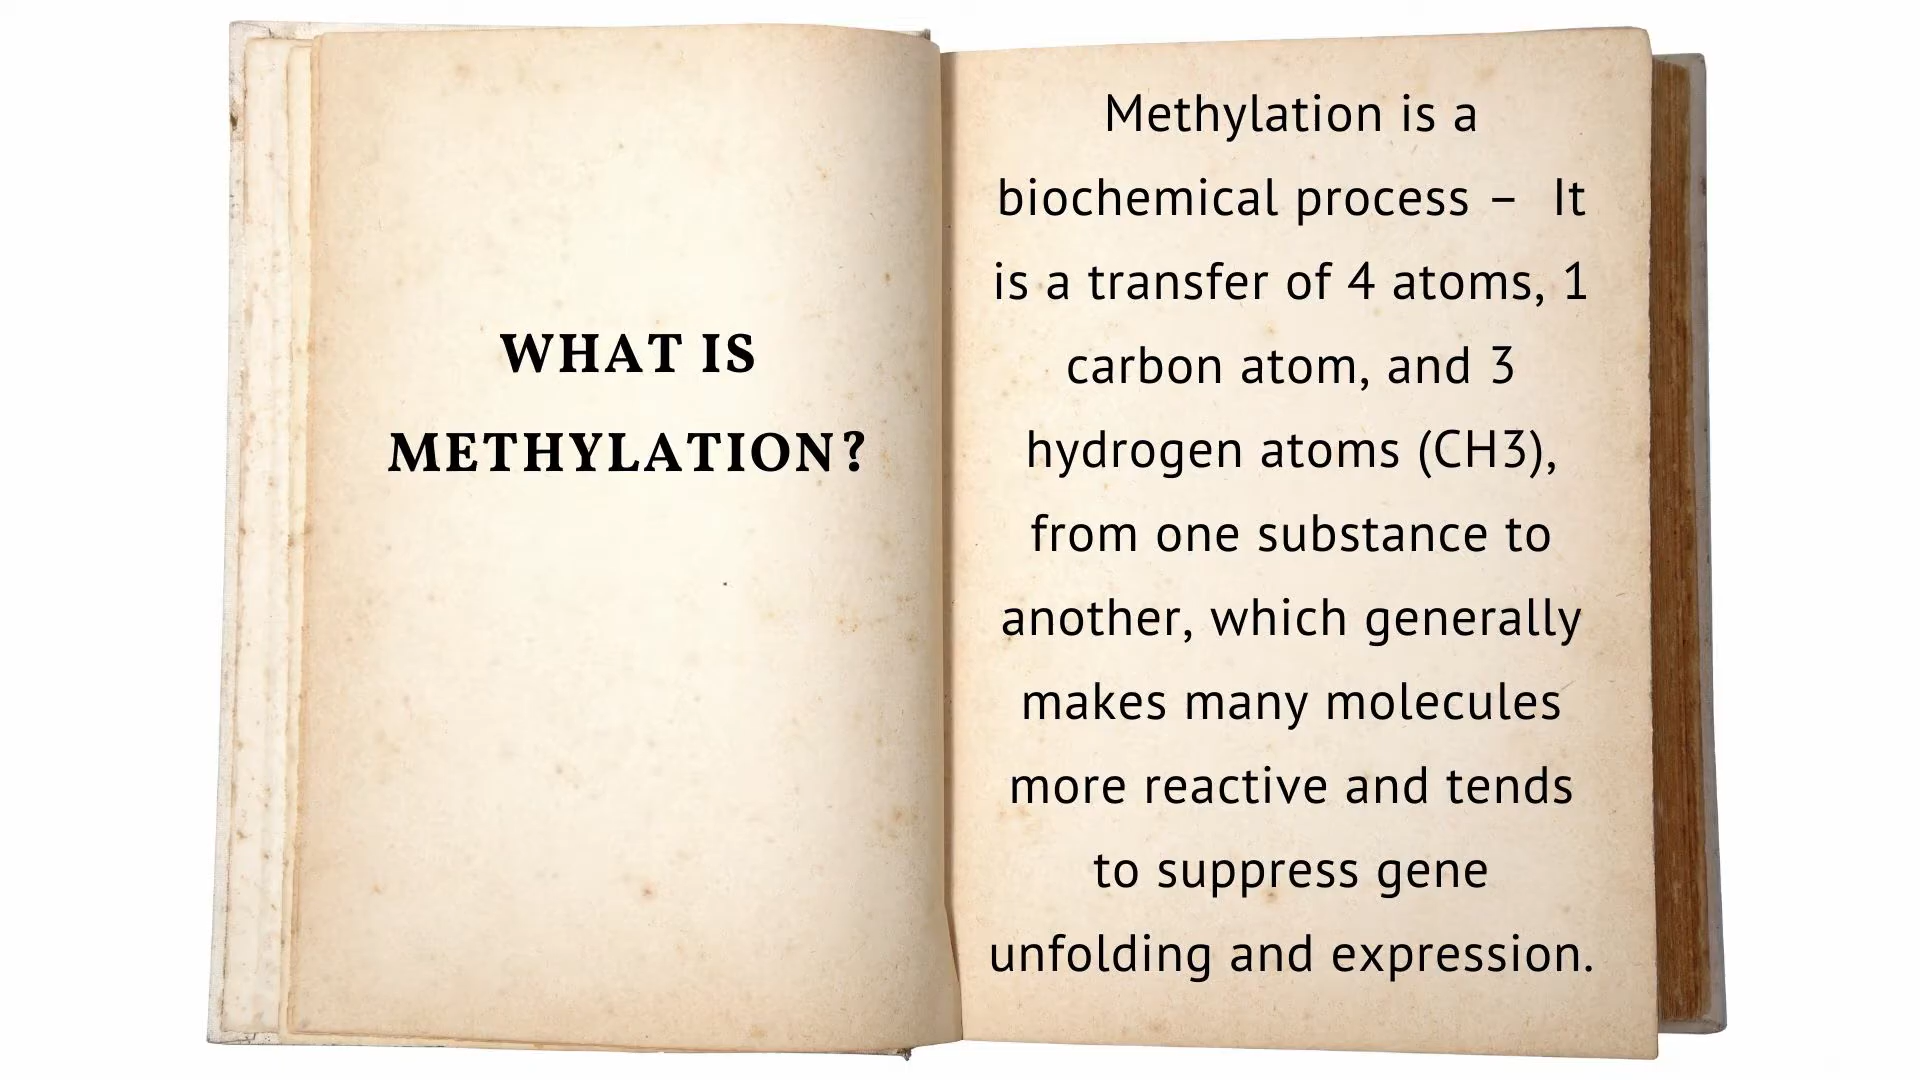 WHAT IS
METHYLATION?
Methylation is a
biochemical process –  It
is a transfer of 4 atoms, 1
carbon atom, and 3
hydrogen atoms (CH3),
from one substance to
another, which generally
makes many molecules
more reactive and tends
to suppress gene
unfolding and expression.